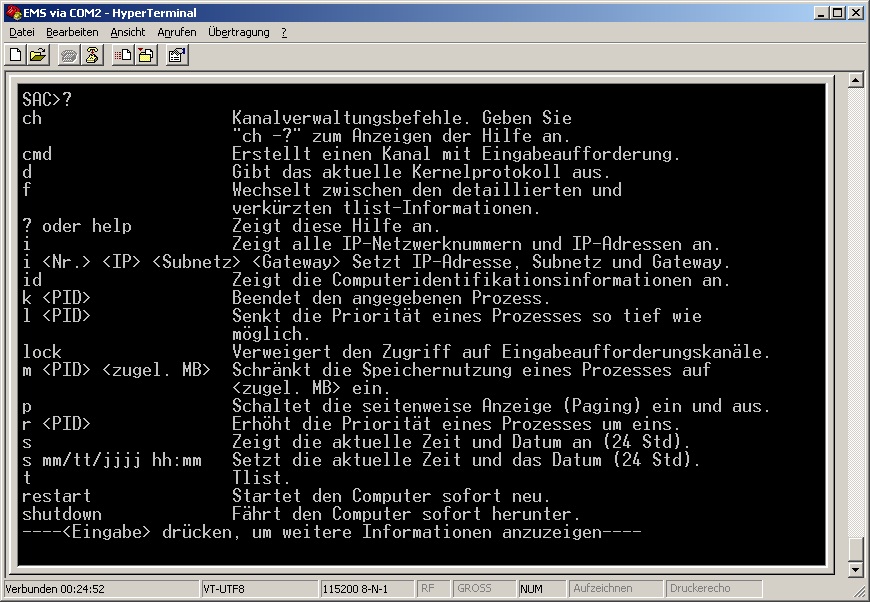 EMS via COM2 - HyperTerminal
Datei Bearbeiten Ansicht Anrufen Übertragung ?
SAC>?
ch Kanalverwaltungsbefehle. Geben Sie
"ch -?" zum Anzeigen der Hilfe an.
cmd Erstellt einen Kanal mit Eingabeaufforderung.
d Gibt das aktuelle Kernelprotokoll aus.
f Wechselt zwischen den detaillierten und
verkürzten tlist-Informationen.
? oder help Zeigt diese Hilfe an.
i Zeigt alle IP-Netzwerknummern und IP-Adressen an.
i <Nr.> <IP> <Subnetz> <Gateway> Setzt IP-Adresse, Subnetz und Gateway.
id Zeigt die Computeridentifikationsinformationen an.
k <PID> Beendet den angegebenen Prozess.
l <PID> Senkt die Priorität eines Prozesses so tief wie
möglich.
lock Verweigert den Zugriff auf Eingabeaufforderungskanäle.
m <PID> <zugel. MB> Schränkt die Speichernutzung eines Prozesses auf
<zugel. MB> ein.
p Schaltet die seitenweise Anzeige (Paging) ein und aus.
r <PID> Erhöht die Priorität eines Prozesses um eins.
s Zeigt die aktuelle Zeit und Datum an (24 Std).
s mm/tt/jjjj hh:mm Setzt die aktuelle Zeit und das Datum (24 Std).
t Tlist.
restart Startet den Computer sofort neu.
shutdown Fährt den Computer sofort herunter.
----<Eingabe> drücken, um weitere Informationen anzuzeigen----
Verbunden 00:24:52 VT-UTF8 115200 8-N-1 RF GROSS NUM Aufzeichnen Druckerecho